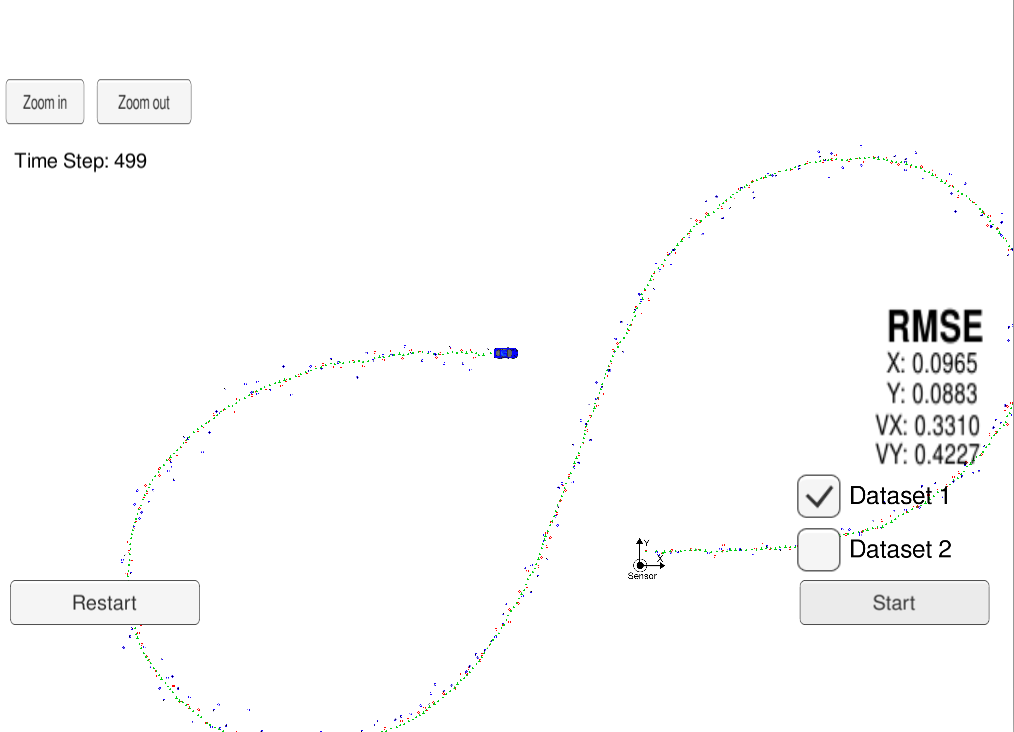 Zoom in
Zoom out
Time Step: 499
RMSE
X: 0.0965
Y: 0.0883
VX: 0.3310
VY: 0.4227
Dataset 1
Y
X
Sensor
Dataset 2
Restart
Start